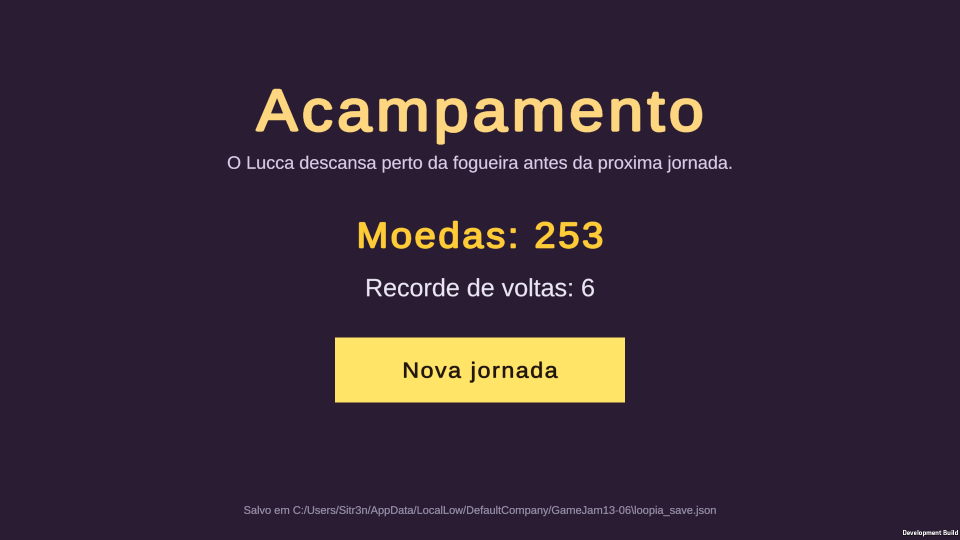 Acampamento
O Lucca descansa perto da fogueira antes da proxima jornada.
Moedas: 253
Recorde de voltas: 6
Nova jornada
Salvo em C:/Users/Sitr3n/AppData/LocalLow/DefaultCompany/GameJam13-06\loopia_save.json
Development Build